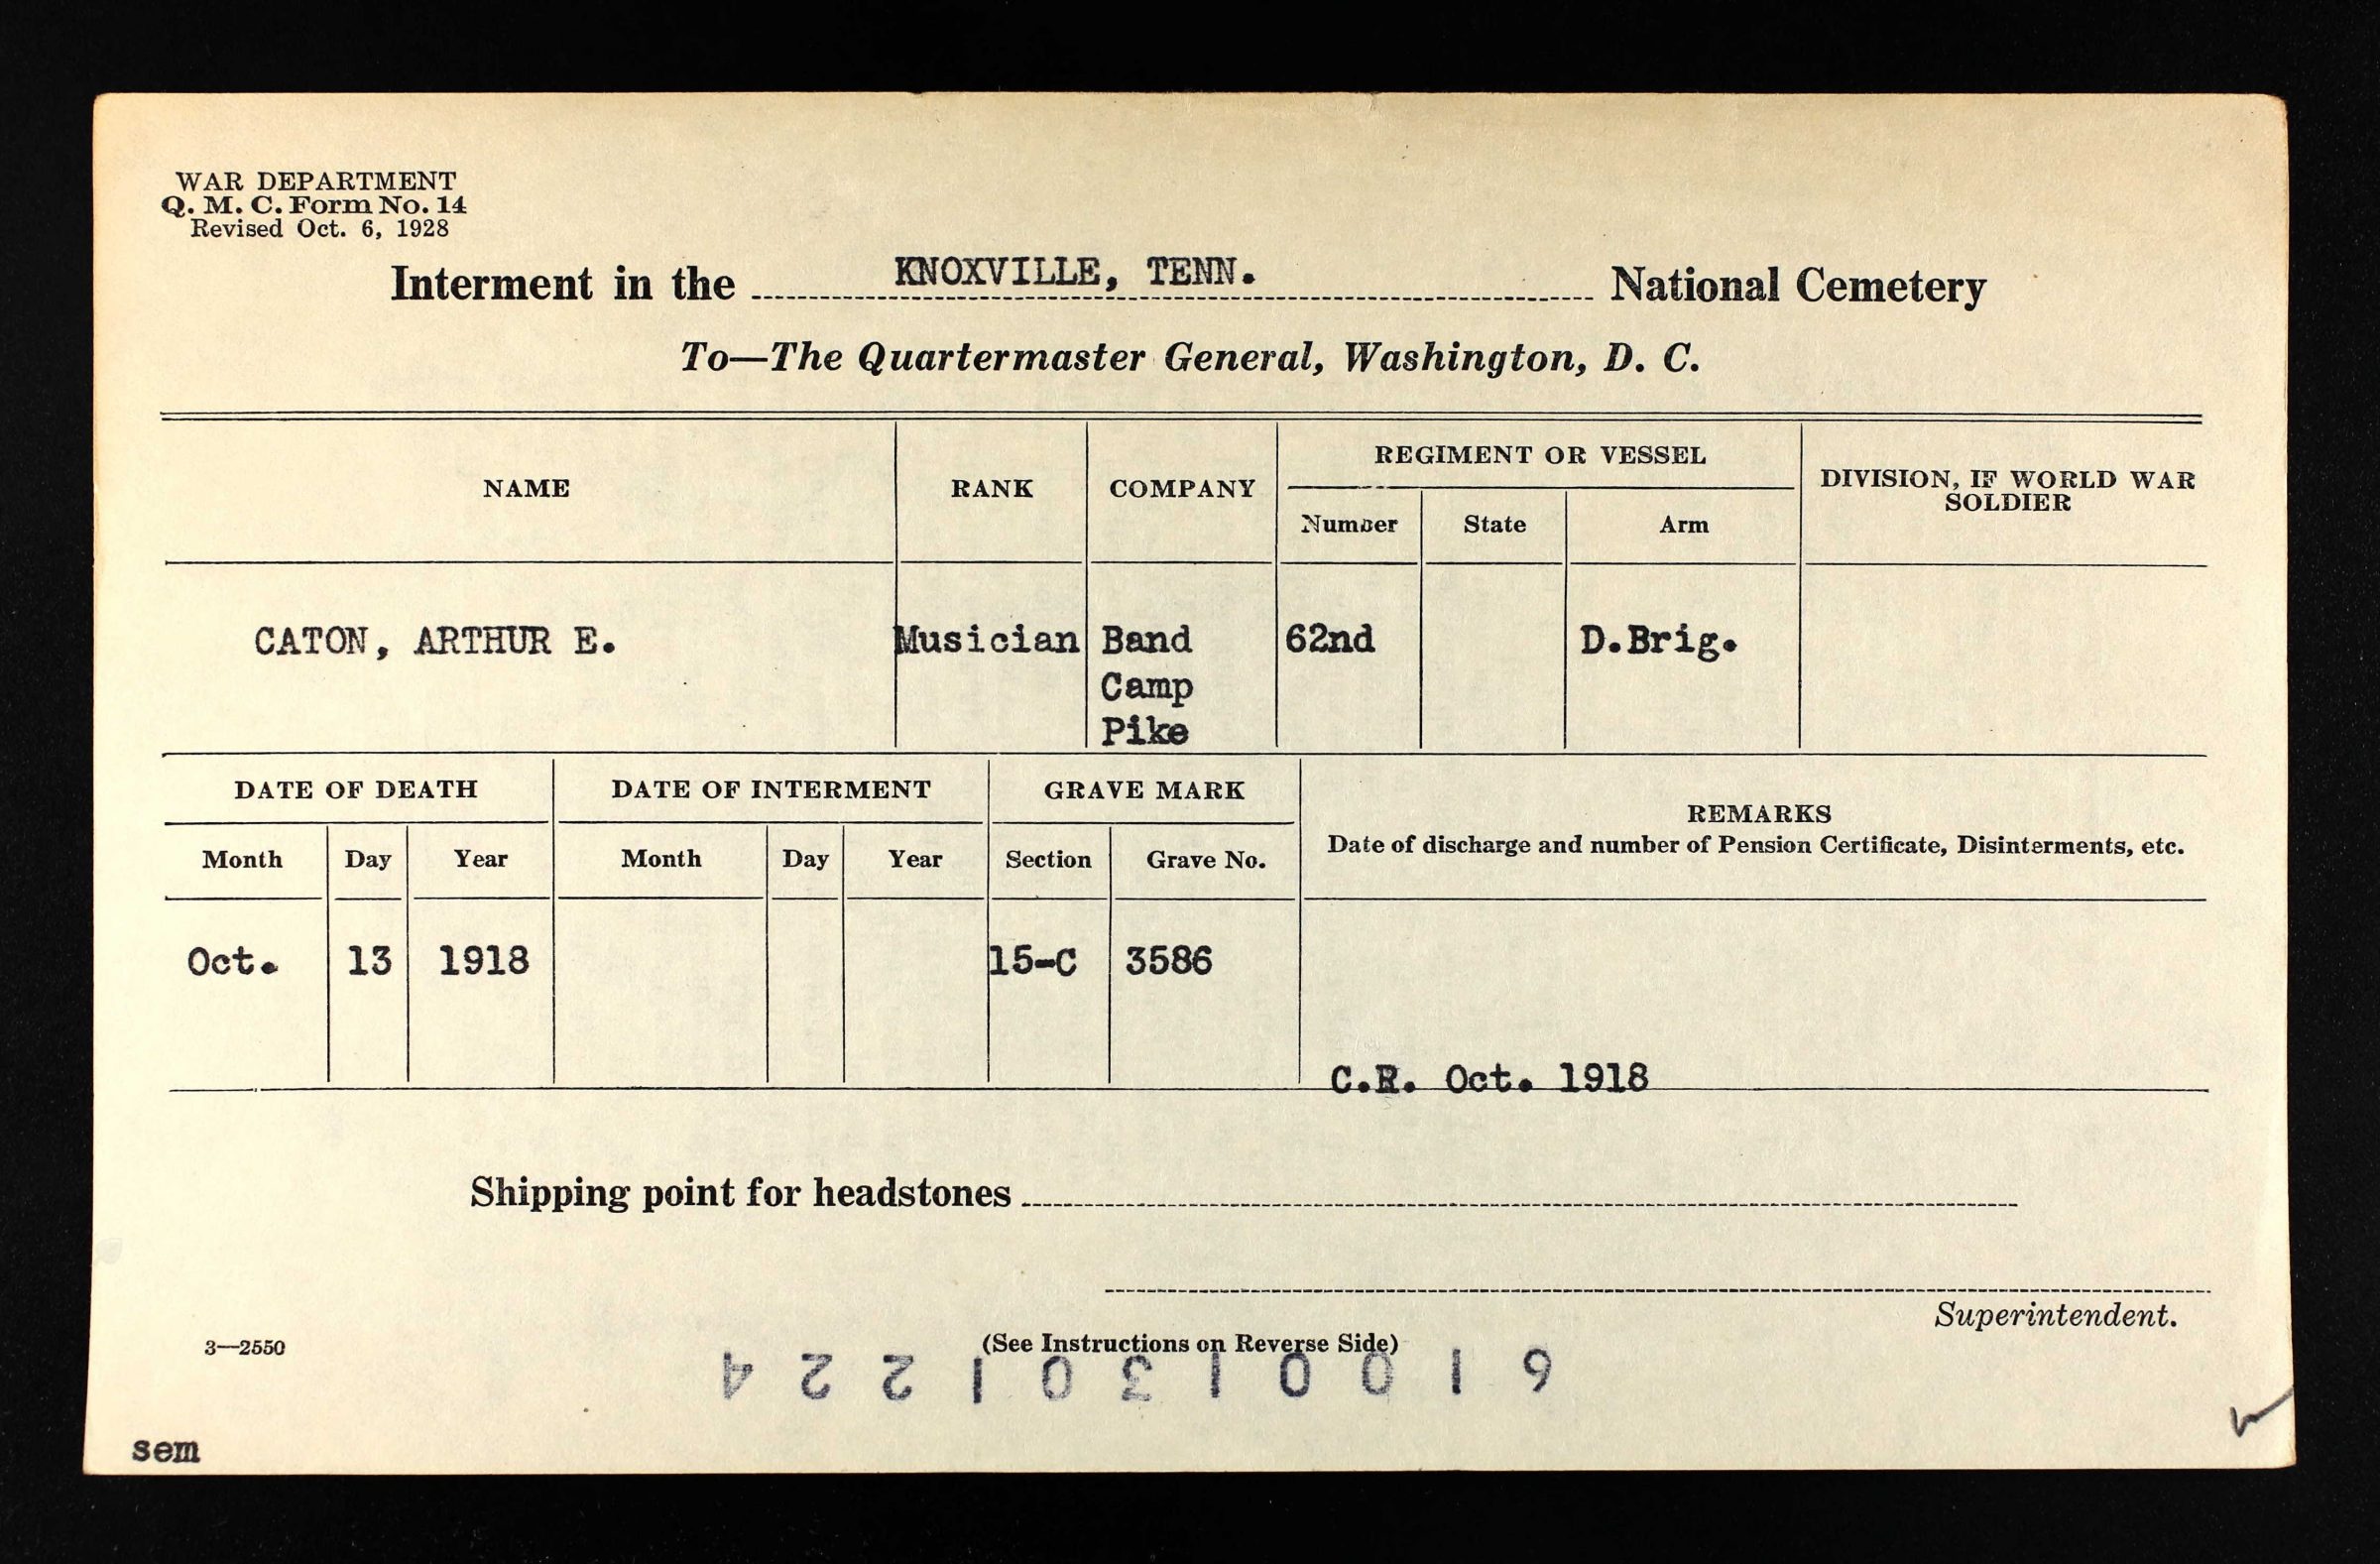 WAR DEPARTMENT
Q. M. C. Form No. 14
Revised Oct. 6, 1928
Interment in the KNOXVILLE, TENN. National Cemetery
To—The Quartermaster General, Washington, D. C.
NAME RANK COMPANY REGIMENT OR VESSEL DIVISION, IF WORLD WAR SOLDIER
Number State Arm
CATON, ARTHUR E. Musician Band 62nd D.Brig.
Camp
Pike
DATE OF DEATH DATE OF INTERMENT GRAVE MARK REMARKS
Date of discharge and number of Pension Certificate, Disinterments, etc.
Month Day Year Month Day Year Section Grave No.
Oct. 13 1918 15-C 3586
C.R. Oct. 1918
Shipping point for headstones
Superintendent.
3—2550 (See Instructions on Reverse Side)
61001301224
sem